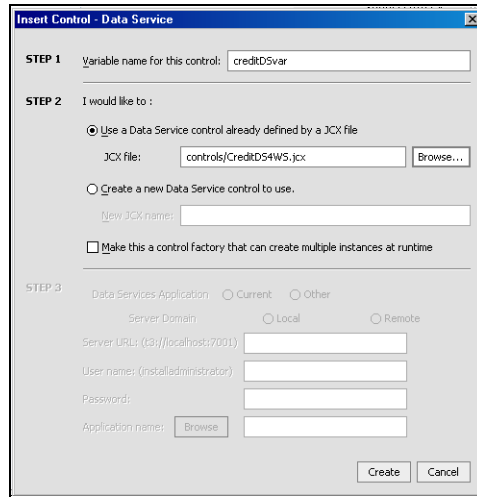 Insert Control - Data Service
STEP 1
Variable name for this control: creditDSvar
STEP 2
I would like to :
Use a Data Service control already defined by a JCX file
JCX file: controls/CreditDS4WS.jcx Browse...
Create a new Data Service control to use.
New JCX name:
Make this a control factory that can create multiple instances at runtime
STEP 3
Data Services Application Current Other
Server Domain Local Remote
Server URL: (t3://localhost:7001)
User name: (installadministrator)
Password:
Application name: Browse
Create Cancel